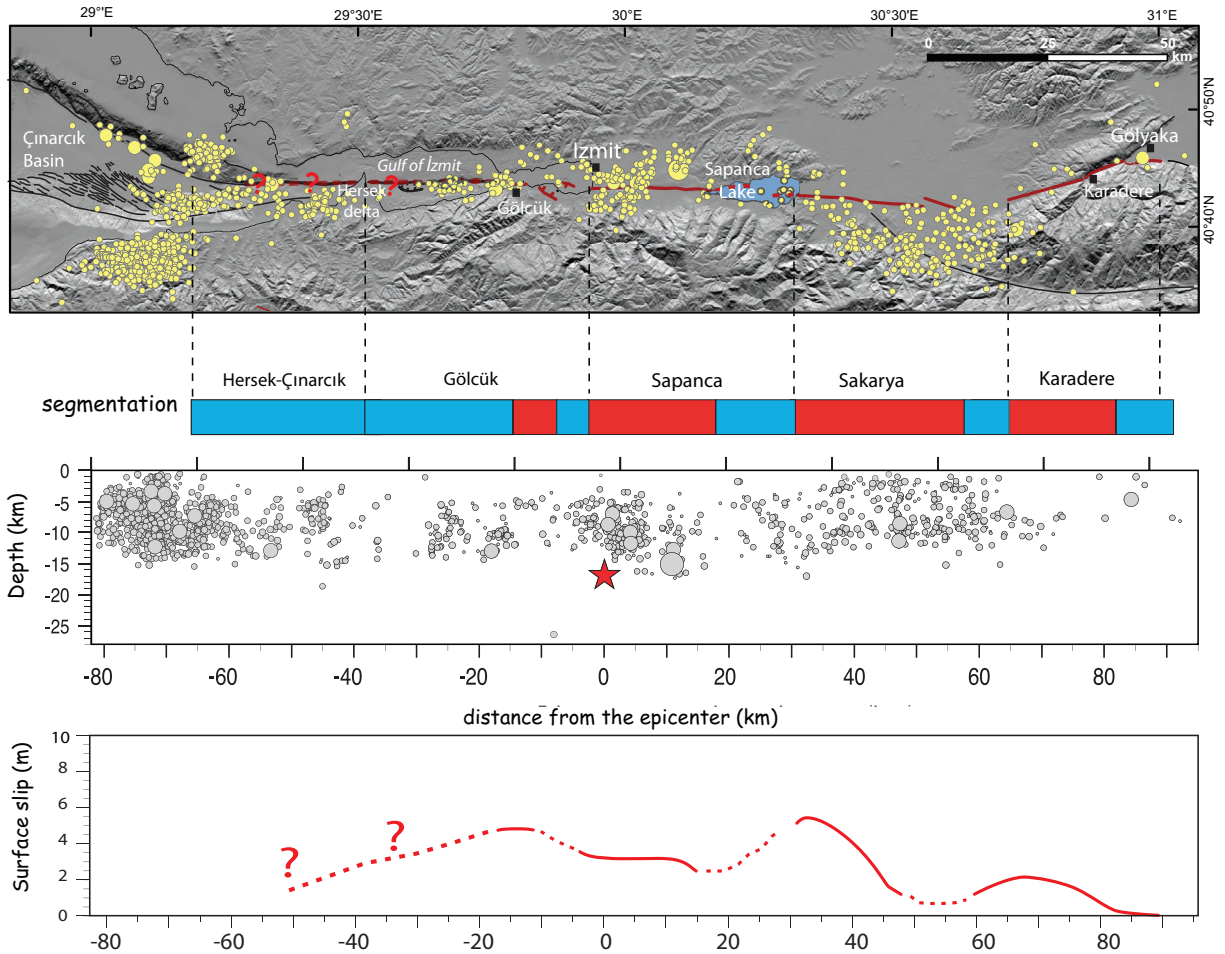 29°E
29°30'E
30°E
30°30'E
31°E
0
25
50
km
40°50'N
40°40'N
Çınarcık
Basin
Gulf of İzmit
Izmit
Sapanca
Lake
Gölyaka
Karadere
Hersek
delta
Gölcük
?
?
?
Hersek-Çınarcık
Gölcük
Sapanca
Sakarya
Karadere
segmentation
0
-5
-10
-15
-20
-25
Depth (km)
-80
-60
-40
-20
0
20
40
60
80
distance from the epicenter (km)
10
8
6
4
2
0
Surface slip (m)
?
?
-80
-60
-40
-20
0
20
40
60
80